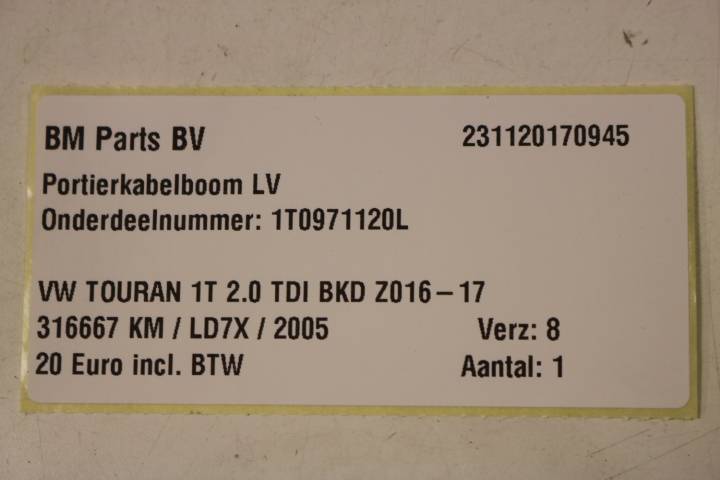 BM Parts BV 231120170945
Portierkabelboom LV
Onderdeelnummer: 1T0971120L
VW TOURAN 1T 2.0 TDI BKD Z016-17
316667 KM / LD7X / 2005 Verz: 8
20 Euro incl. BTW Aantal: 1